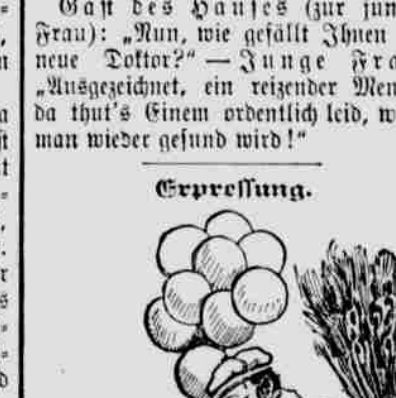 Gast des Hauses (zur jun
Frau): „Nun, wie gefällt Ihnen
neue Doktor?“ — Junge Fra
„Ausgezeichnet, ein reizender Men
da thut's Einem ordentlich leid, w
man wieder gesund wird!“
Erpressung.